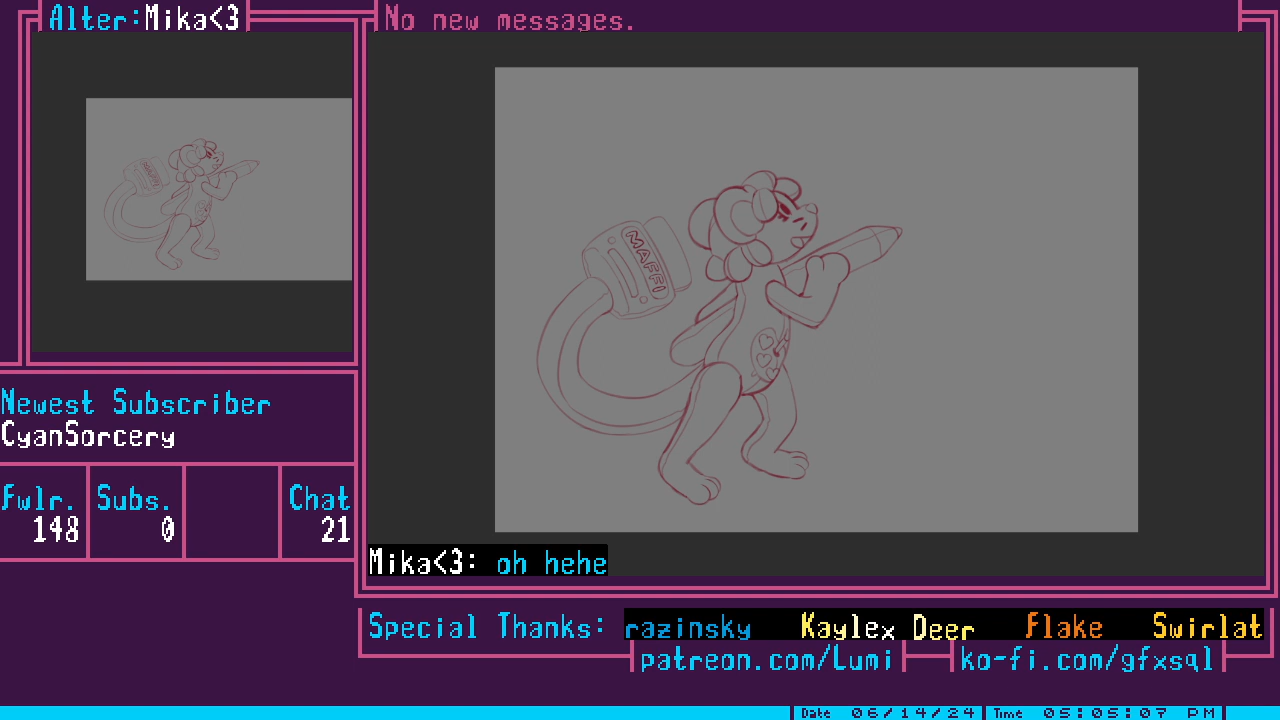 Alter:Mika<3
No new messages.
MAFFI
MAFFI
Newest Subscriber
CyanSorcery
Fwlr. Subs. Chat
148 0 21
Mika<3: oh hehe
Special Thanks: razinsky Kaylex Deer Flake Swirlat
patreon.com/Lumi ko-fi.com/gfxsql
Date 06/14/24 Time 05:05:07 PM